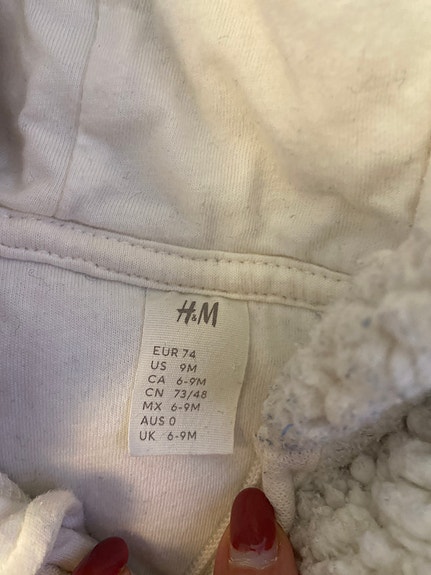 H&M
EUR 74
US 9M
CA 6-9M
CN 73/48
MX 6-9M
AUS 0
UK 6-9M